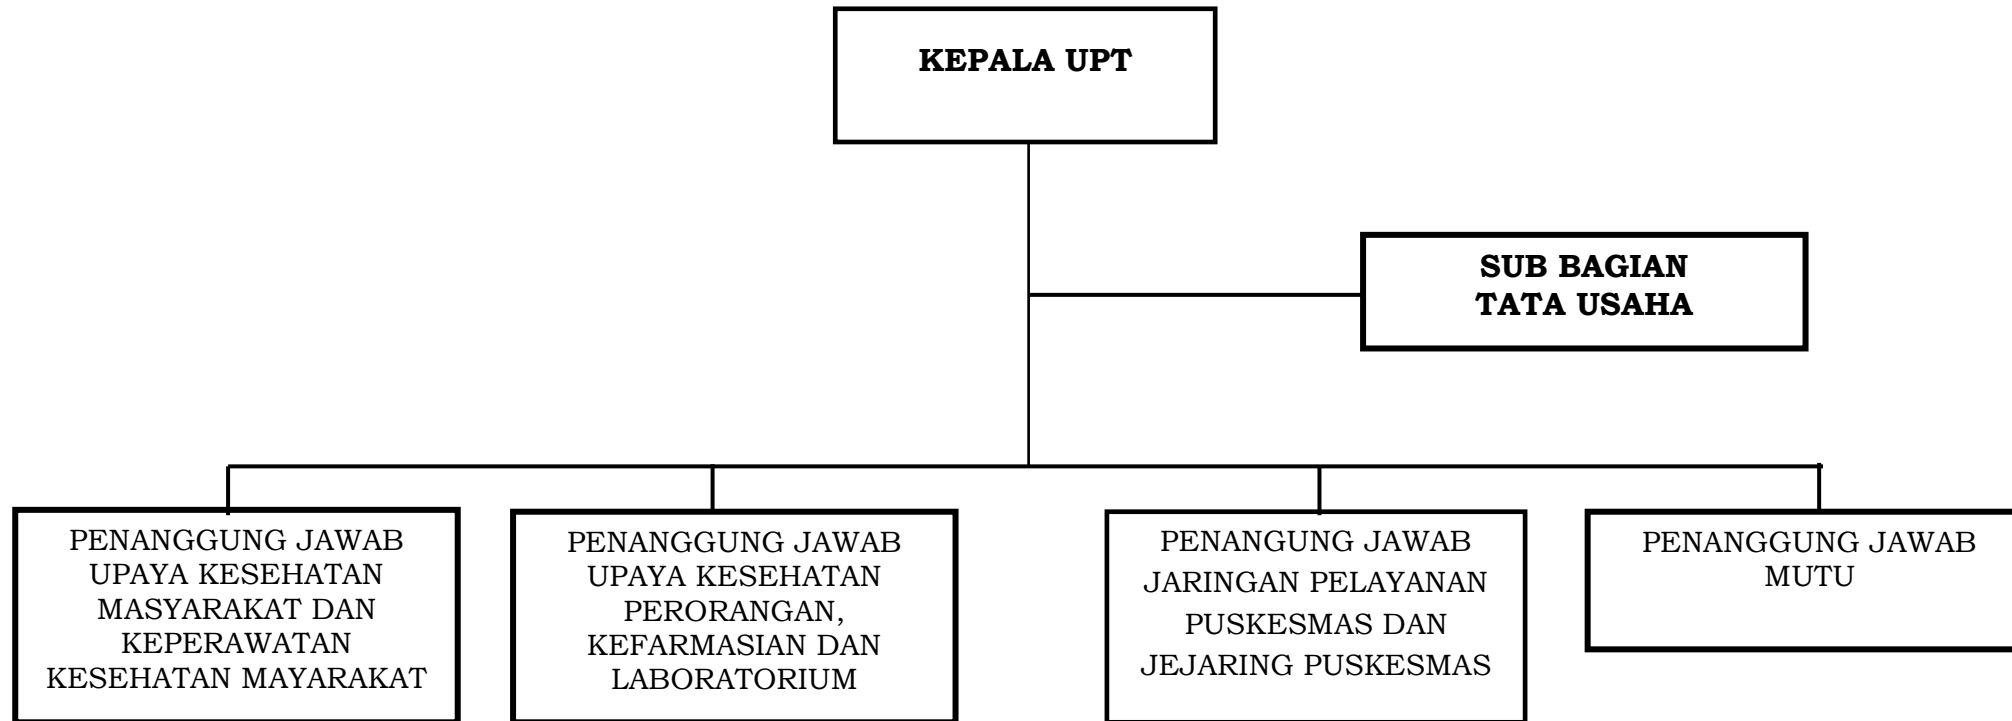 KEPALA UPT
SUB BAGIAN
TATA USAHA
PENANGGUNG JAWAB
UPAYA KESEHATAN
MASYARAKAT DAN
KEPERAWATAN
KESEHATAN MAYARAKAT
PENANGGUNG JAWAB
UPAYA KESEHATAN
PERORANGAN,
KEFARMASIAN DAN
LABORATORIUM
PENANGUNG JAWAB
JARINGAN PELAYANAN
PUSKESMAS DAN
JEJARING PUSKESMAS
PENANGGUNG JAWAB
MUTU